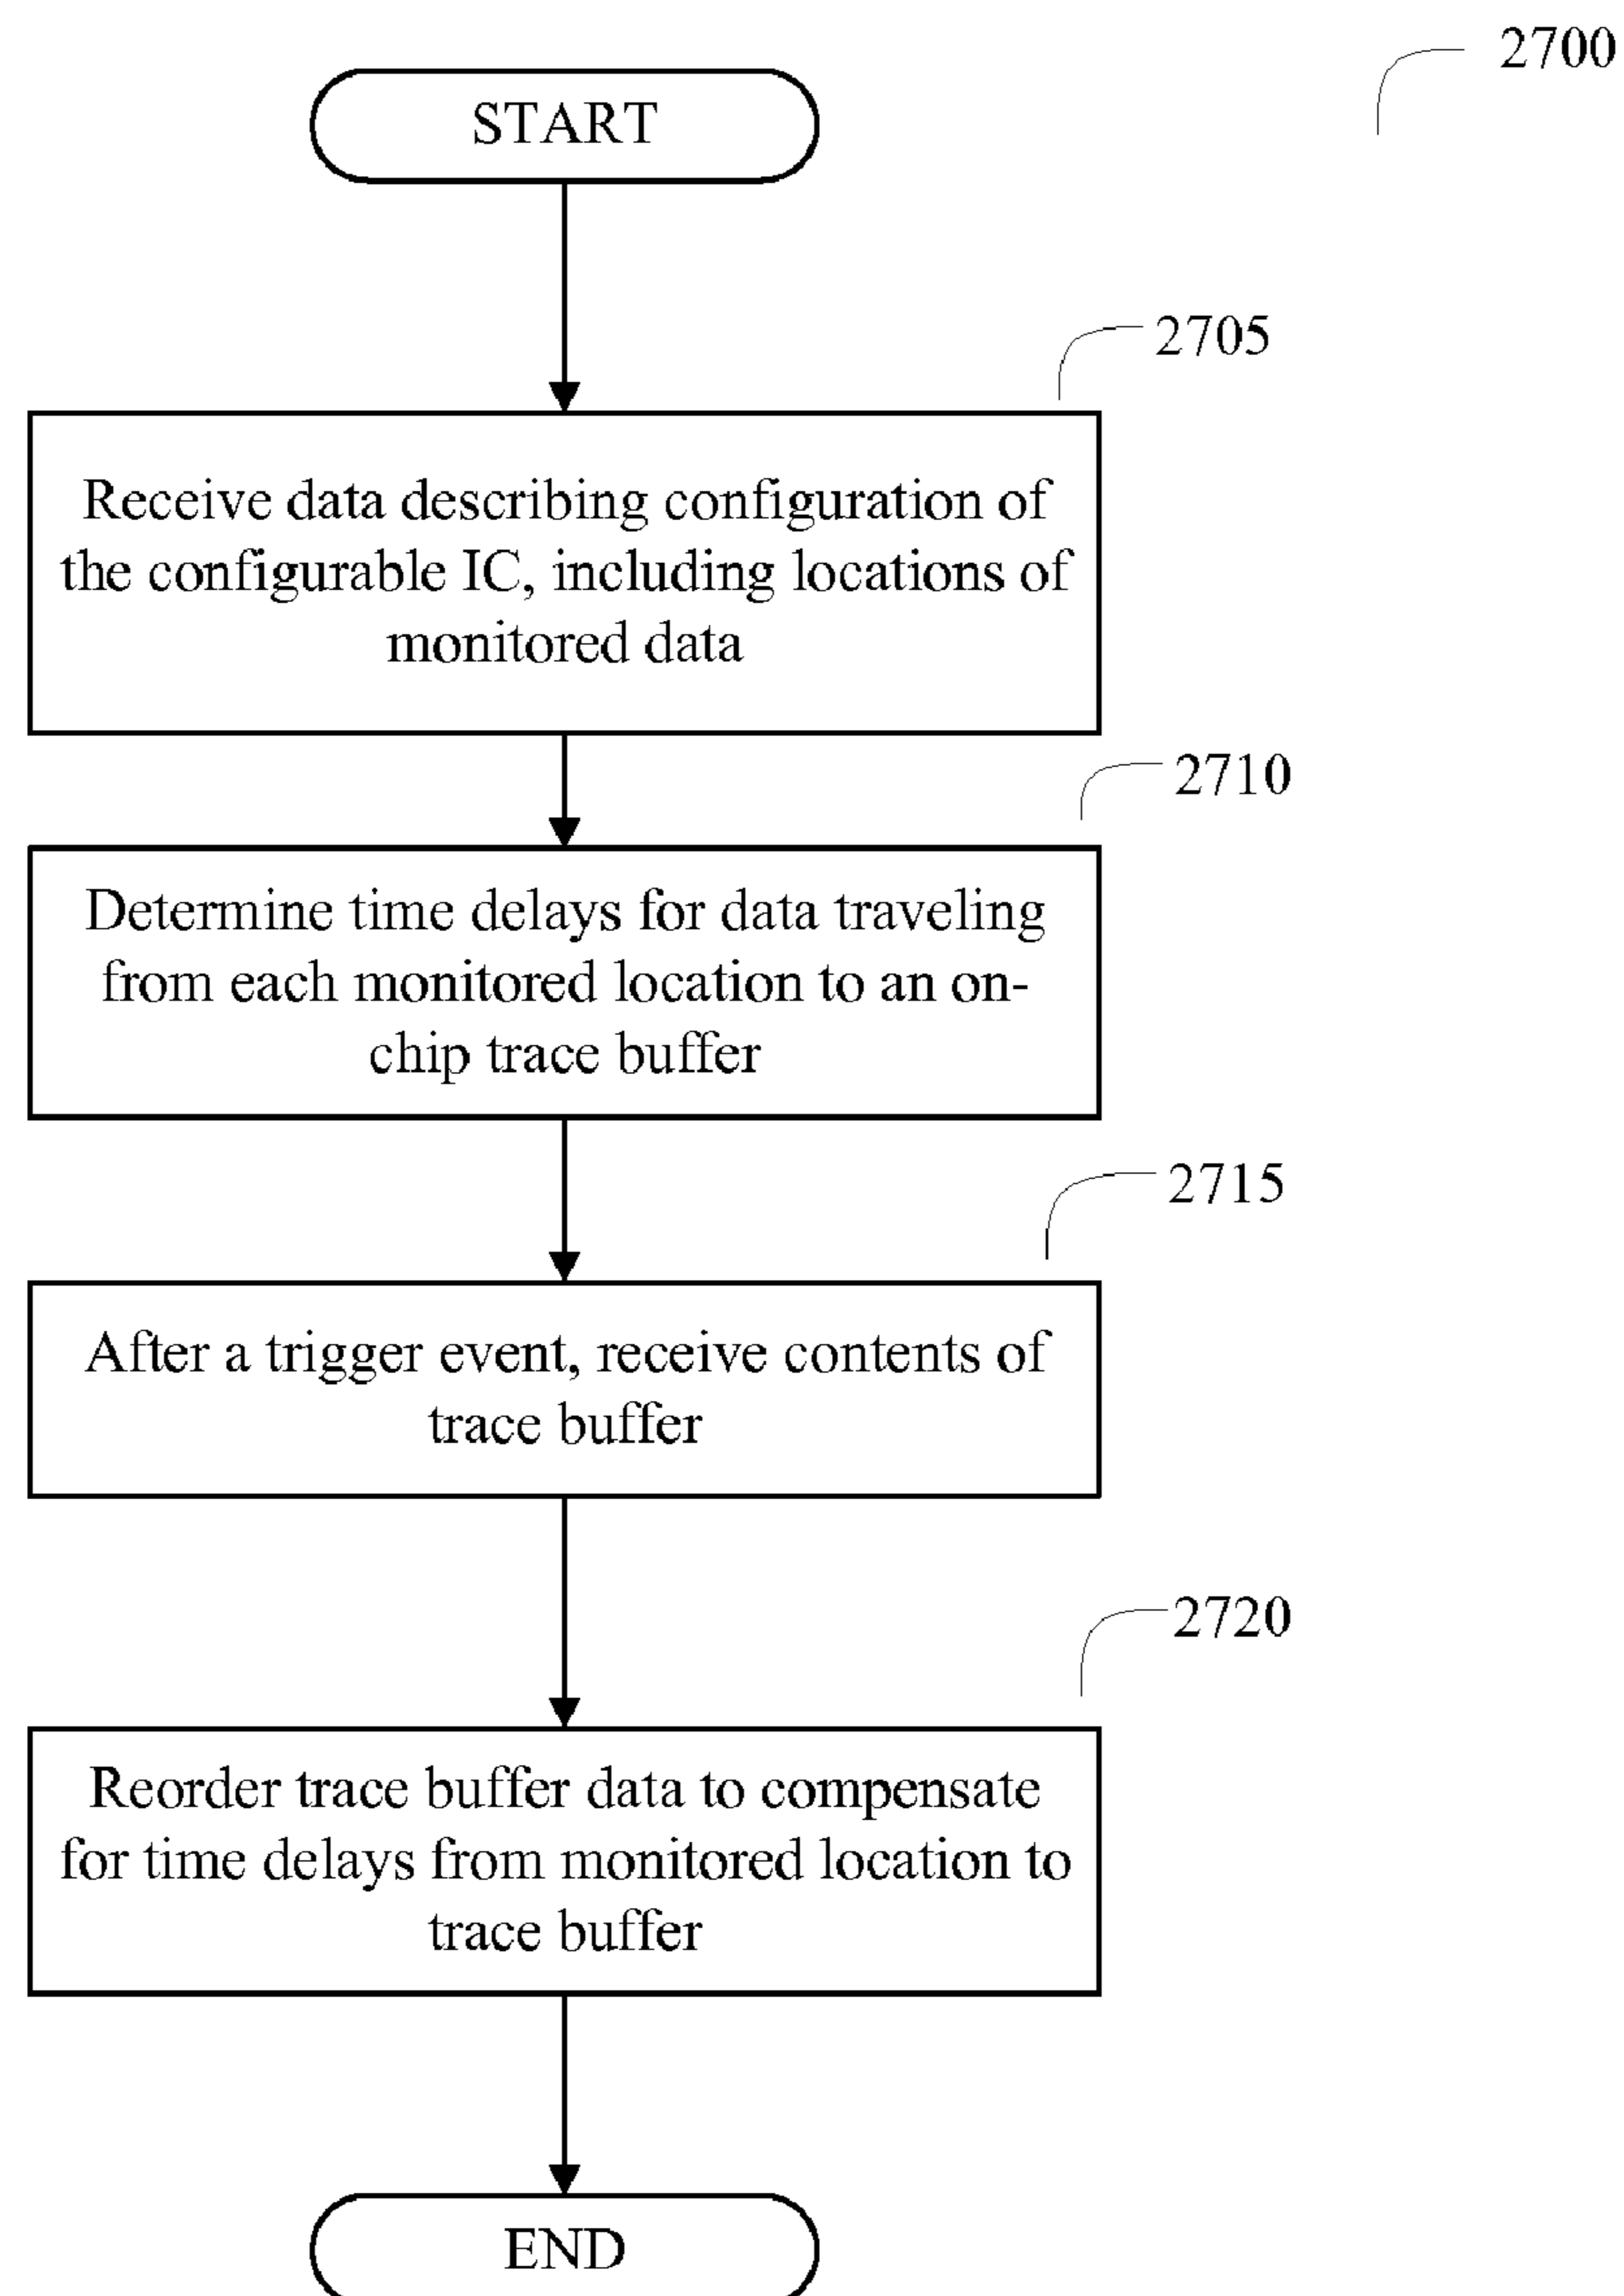 2700
START
2705
Receive data describing configuration of
the configurable IC, including locations of
monitored data
2710
Determine time delays for data traveling
from each monitored location to an on-
chip trace buffer
2715
After a trigger event, receive contents of
trace buffer
2720
Reorder trace buffer data to compensate
for time delays from monitored location to
trace buffer
END